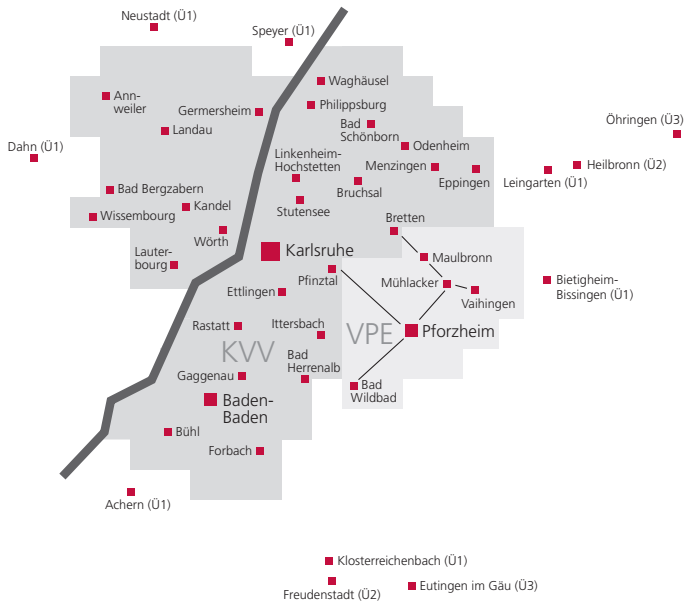 Neustadt (Ü1)
Speyer (Ü1)
Waghäusel
Ann-
weiler
Philippsburg
Germersheim
Öhringen (Ü3)
Bad
Schönborn
Landau
Odenheim
Dahn (Ü1)
Linkenheim-
Hochstetten
Menzingen
Heilbronn (Ü2)
Eppingen
Leingarten (Ü1)
Bruchsal
Bad Bergzabern
Kandel
Stutensee
Wissembourg
Bretten
Wörth
Karlsruhe
Lauter-
bourg
Maulbronn
Pfinztal
Mühlacker
Bietigheim-
Bissingen (Ü1)
Ettlingen
Vaihingen
Rastatt
Ittersbach
VPE
Pforzheim
KVV
Bad
Herrenalb
Gaggenau
Bad
Wildbad
Baden-
Baden
Bühl
Forbach
Achern (Ü1)
Klosterreichenbach (Ü1)
Eutingen im Gäu (Ü3)
Freudenstadt (Ü2)